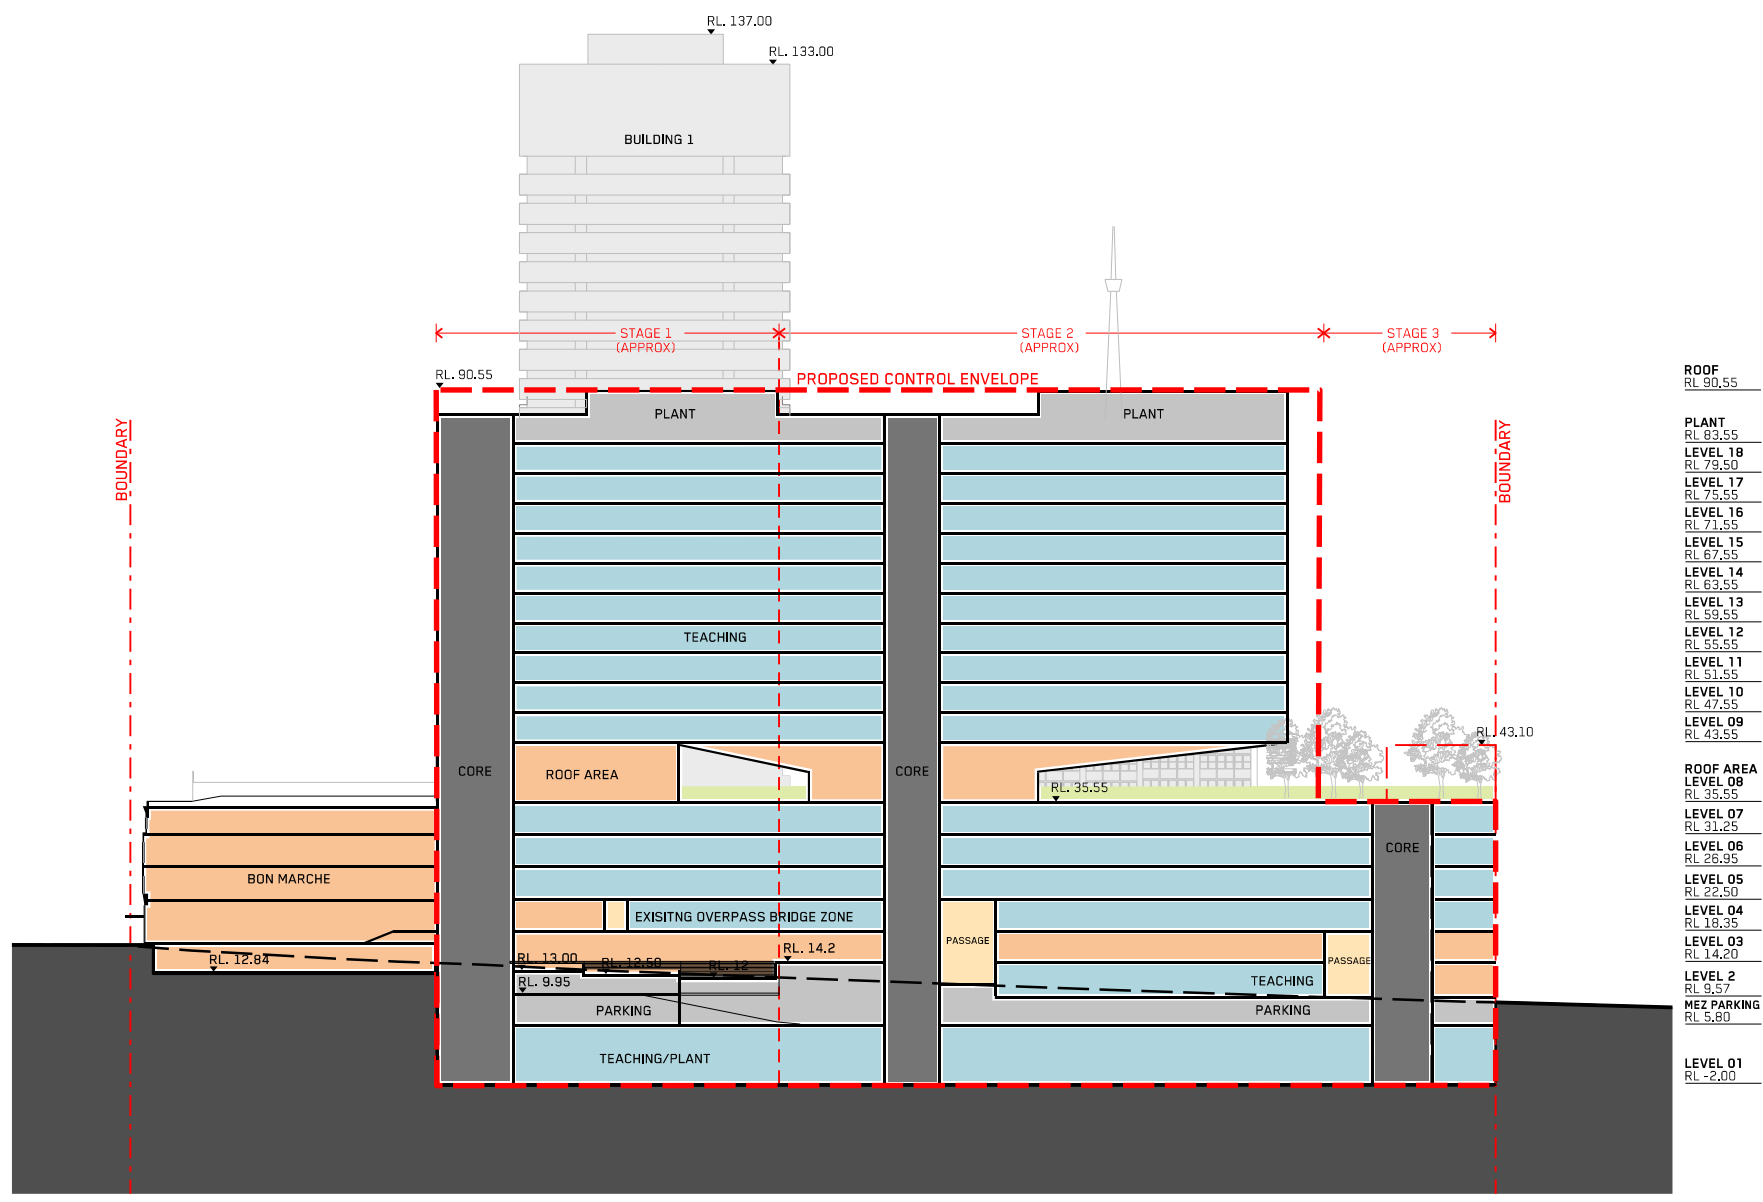 RL. 137.00
RL. 133.00
BUILDING 1
STAGE 1
(APPROX)
STAGE 2
(APPROX)
STAGE 3
(APPROX)
RL. 90.55
PROPOSED CONTROL ENVELOPE
PLANT
PLANT
BOUNDARY
BOUNDARY
TEACHING
RL. 43.10
CORE
ROOF AREA
CORE
RL. 35.55
CORE
BON MARCHE
EXISITNG OVERPASS BRIDGE ZONE
PASSAGE
RL. 14.2
RL. 12.84
RL. 13.00
RL. 12.50
RL. 12
PASSAGE
RL. 9.95
TEACHING
PARKING
PARKING
TEACHING/PLANT
ROOF
RL 90.55
PLANT
RL 83.55
LEVEL 18
RL 79.50
LEVEL 17
RL 75.55
LEVEL 16
RL 71.55
LEVEL 15
RL 67.55
LEVEL 14
RL 63.55
LEVEL 13
RL 59.55
LEVEL 12
RL 55.55
LEVEL 11
RL 51.55
LEVEL 10
RL 47.55
LEVEL 09
RL 43.55
ROOF AREA
LEVEL 08
RL 35.55
LEVEL 07
RL 31.25
LEVEL 06
RL 26.95
LEVEL 05
RL 22.50
LEVEL 04
RL 18.35
LEVEL 03
RL 14.20
LEVEL 2
RL 9.57
MEZ PARKING
RL 5.80
LEVEL 01
RL -2.00